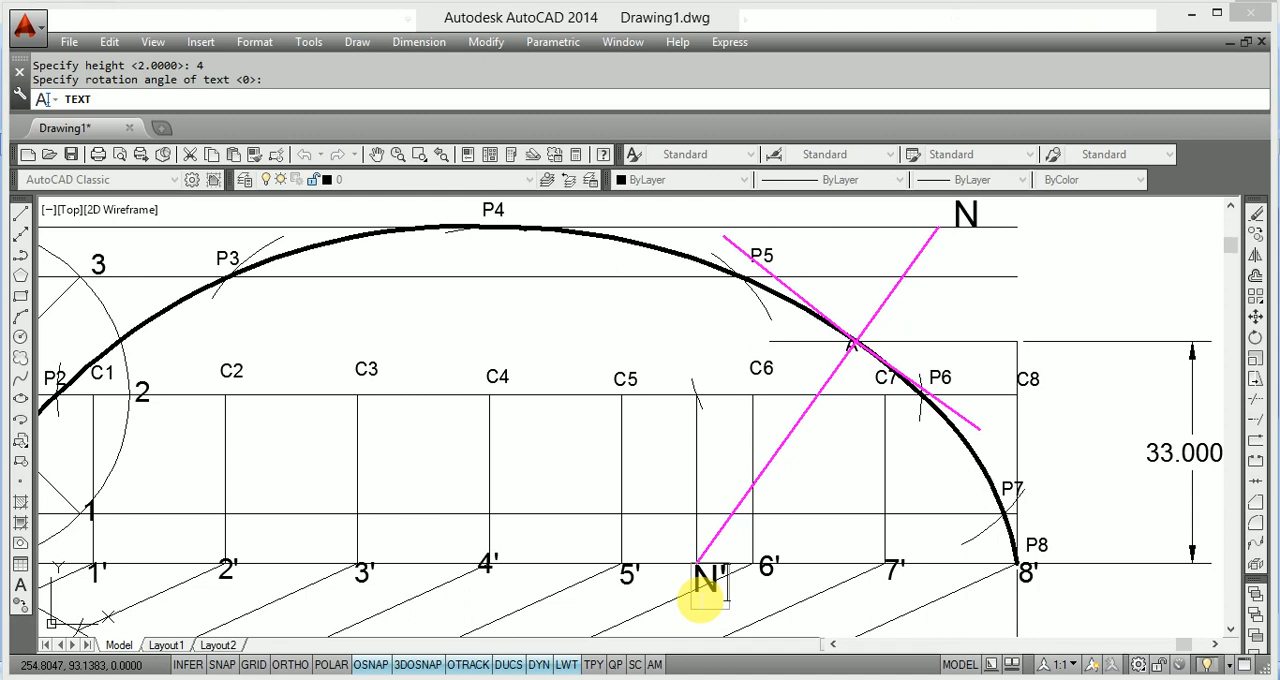 Autodesk AutoCAD 2014 Drawing1.dwg
File Edit View Insert Format Tools Draw Dimension Modify Parametric Window Help Express
Specify height <2.0000>: 4
Specify rotation angle of text <0>:
TEXT
Drawing1*
Standard Standard Standard Standard
AutoCAD Classic 0 ByLayer ByLayer ByLayer ByColor
[−][Top][2D Wireframe]
P4 N
P3 P5
3
A
P2 C1 C2 C3 C4 C5 C6 C7 P6 C8
2
33.000
P7
1
P8
1' 2' 3' 4' 5' N' 6' 7' 8'
Y
X
Model Layout1 Layout2
254.8047, 93.1383, 0.0000 INFER SNAP GRID ORTHO POLAR OSNAP 3DOSNAP OTRACK DUCS DYN LWT TPY QP SC AM MODEL 1:1